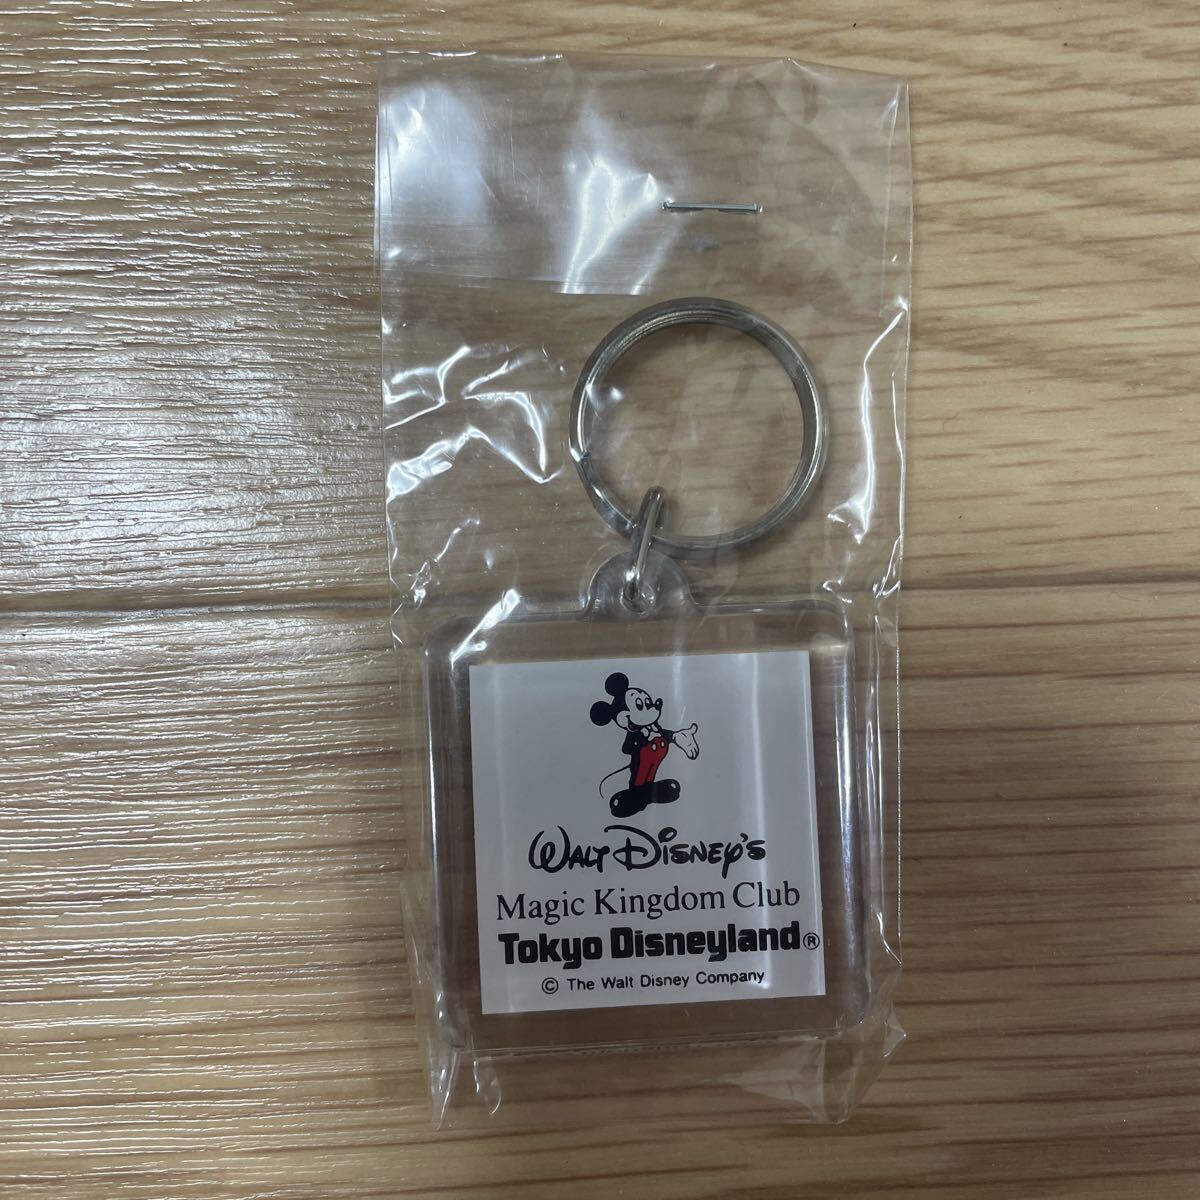 Walt Disney's
Magic Kingdom Club
Tokyo Disneyland®
© The Walt Disney Company